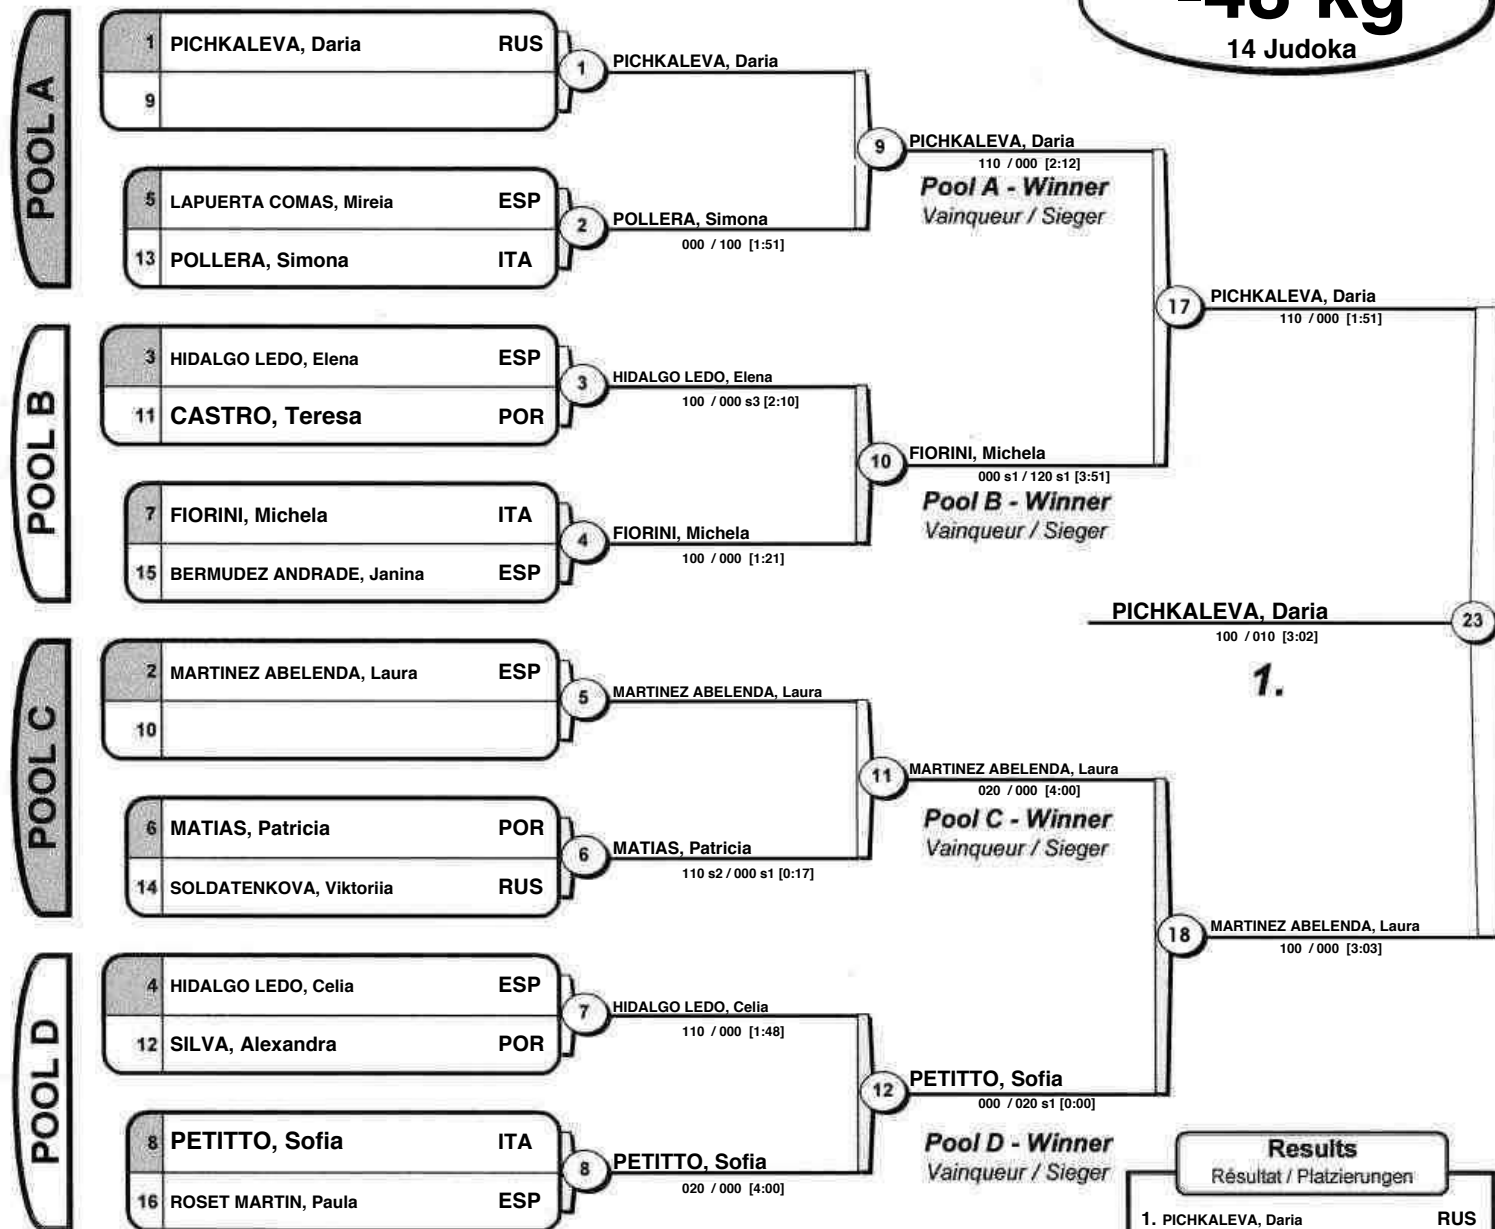 -48 kg
14 Judoka
POOL A
1 PICHKALEVA, Daria RUS
9
1 PICHKALEVA, Daria
5 LAPUERTA COMAS, Mireia ESP
13 POLLERA, Simona ITA
2 POLLERA, Simona
000 / 100 [1:51]
9 PICHKALEVA, Daria
110 / 000 [2:12]
Pool A - Winner
Vainqueur / Sieger
POOL B
3 HIDALGO LEDO, Elena ESP
11 CASTRO, Teresa POR
3 HIDALGO LEDO, Elena
100 / 000 s3 [2:10]
7 FIORINI, Michela ITA
15 BERMUDEZ ANDRADE, Janina ESP
4 FIORINI, Michela
100 / 000 [1:21]
10 FIORINI, Michela
000 s1 / 120 s1 [3:51]
Pool B - Winner
Vainqueur / Sieger
17 PICHKALEVA, Daria
110 / 000 [1:51]
PICHKALEVA, Daria 23
100 / 010 [3:02]
1.
POOL C
2 MARTINEZ ABELENDA, Laura ESP
10
5 MARTINEZ ABELENDA, Laura
6 MATIAS, Patricia POR
14 SOLDATENKOVA, Viktoriia RUS
6 MATIAS, Patricia
110 s2 / 000 s1 [0:17]
11 MARTINEZ ABELENDA, Laura
020 / 000 [4:00]
Pool C - Winner
Vainqueur / Sieger
POOL D
4 HIDALGO LEDO, Celia ESP
12 SILVA, Alexandra POR
7 HIDALGO LEDO, Celia
110 / 000 [1:48]
8 PETITTO, Sofia ITA
16 ROSET MARTIN, Paula ESP
8 PETITTO, Sofia
020 / 000 [4:00]
12 PETITTO, Sofia
000 / 020 s1 [0:00]
Pool D - Winner
Vainqueur / Sieger
18 MARTINEZ ABELENDA, Laura
100 / 000 [3:03]
Results
Résultat / Platzierungen
1. PICHKALEVA, Daria RUS